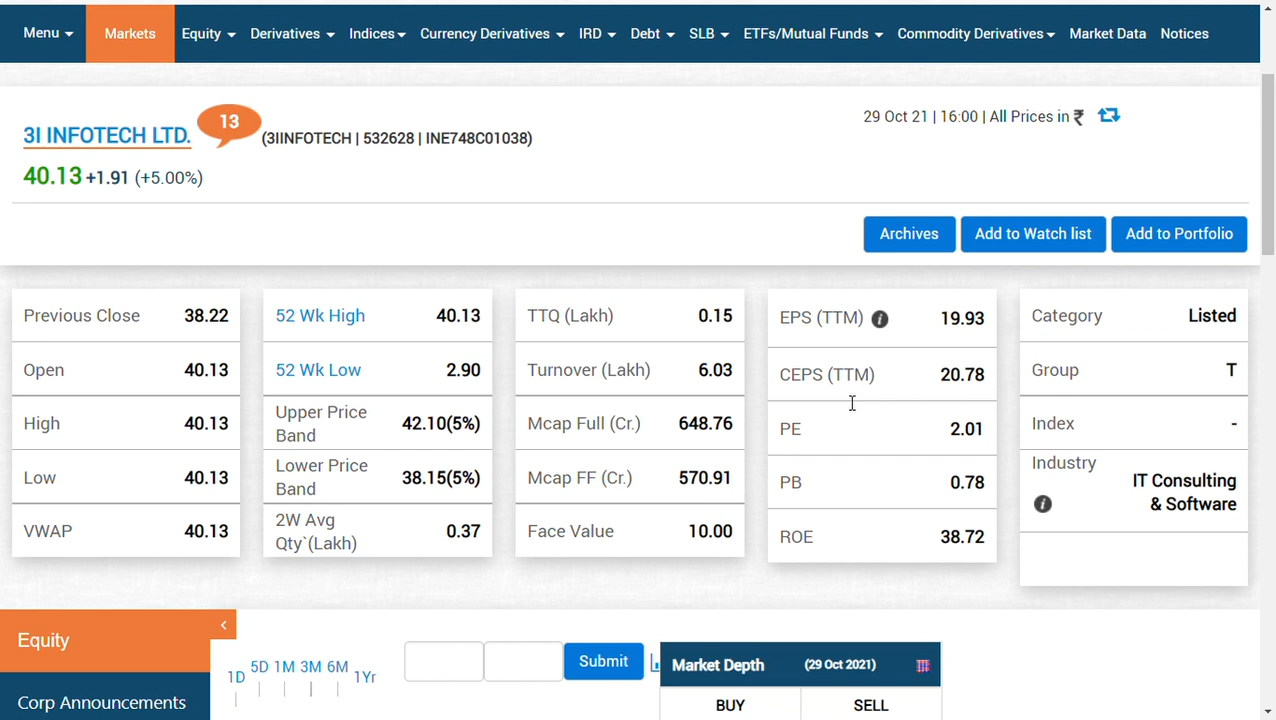 Menu Markets Equity Derivatives Indices Currency Derivatives IRD Debt SLB ETFs/Mutual Funds Commodity Derivatives Market Data Notices
3I INFOTECH LTD. 13 (3IINFOTECH | 532628 | INE748C01038)
29 Oct 21 | 16:00 | All Prices in ₹
40.13 +1.91 (+5.00%)
Archives Add to Watch list Add to Portfolio
Previous Close 38.22
Open 40.13
High 40.13
Low 40.13
VWAP 40.13
52 Wk High 40.13
52 Wk Low 2.90
Upper Price
Band 42.10(5%)
Lower Price
Band 38.15(5%)
2W Avg
Qty`(Lakh) 0.37
TTQ (Lakh) 0.15
Turnover (Lakh) 6.03
Mcap Full (Cr.) 648.76
Mcap FF (Cr.) 570.91
Face Value 10.00
EPS (TTM) 19.93
CEPS (TTM) 20.78
PE 2.01
PB 0.78
ROE 38.72
Category Listed
Group T
Index -
Industry IT Consulting
& Software
Equity
Corp Announcements
1D 5D 1M 3M 6M 1Yr
Submit
Market Depth (29 Oct 2021)
BUY SELL